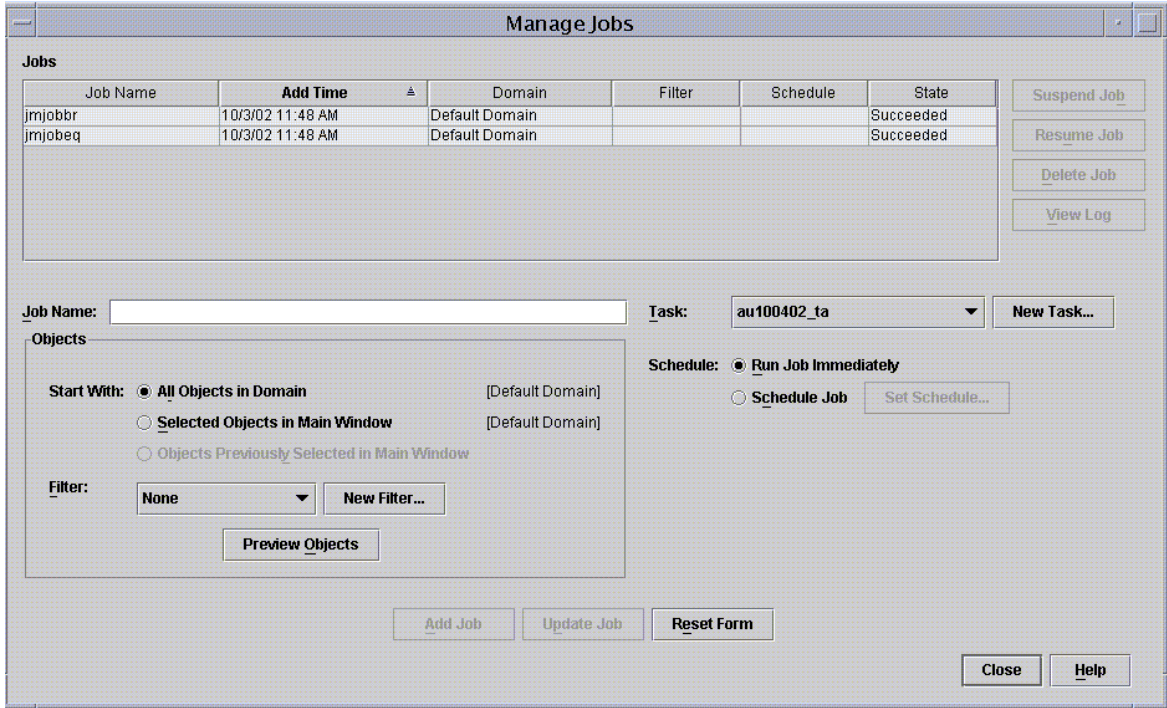 Manage Jobs
Jobs
Job Name Add Time Domain Filter Schedule State
jmjobbr 10/3/02 11:48 AM Default Domain Succeeded
jmjobeq 10/3/02 11:48 AM Default Domain Succeeded
Suspend Job
Resume Job
Delete Job
View Log
Job Name:
Task: au100402_ta New Task...
Objects
Start With: All Objects in Domain [Default Domain]
Selected Objects in Main Window [Default Domain]
Objects Previously Selected in Main Window
Filter: None New Filter...
Preview Objects
Schedule: Run Job Immediately
Schedule Job Set Schedule...
Add Job Update Job Reset Form
Close Help